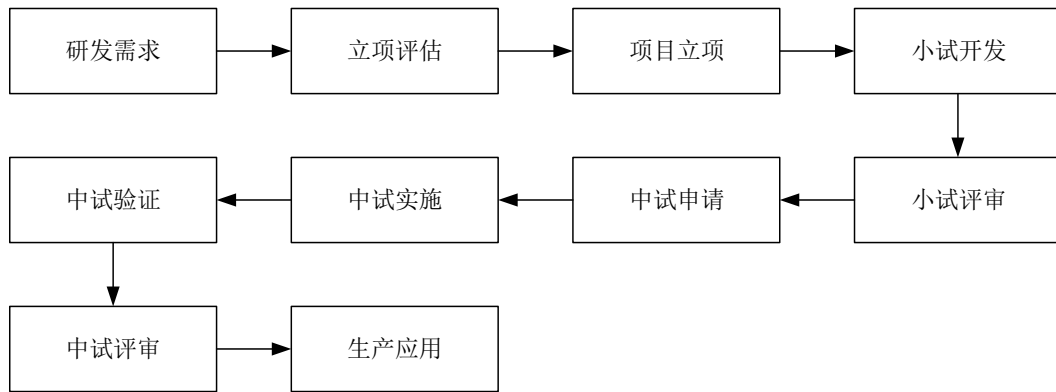 研发需求
立项评估
项目立项
小试开发
小试评审
中试申请
中试实施
中试验证
中试评审
生产应用